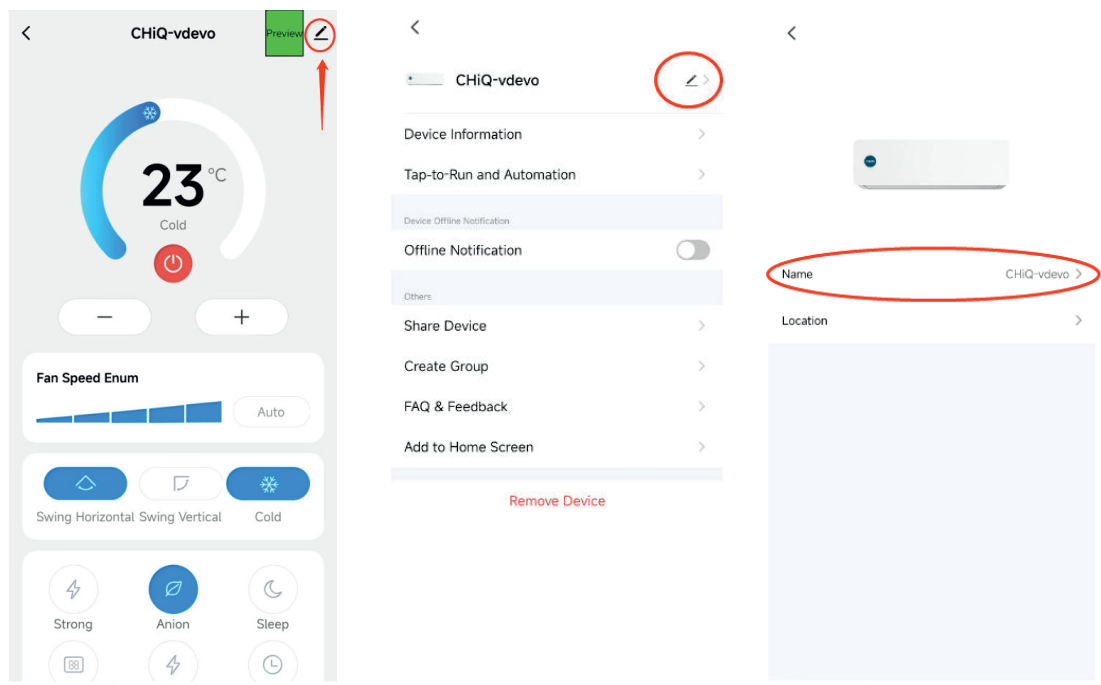 CHiQ-vdevo
Preview
23 °C
Cold
Fan Speed Enum
Auto
Swing Horizontal
Swing Vertical
Cold
Strong
Anion
Sleep
CHiQ-vdevo
Device Information
Tap-to-Run and Automation
Device Offline Notification
Offline Notification
Others
Share Device
Create Group
FAQ & Feedback
Add to Home Screen
Remove Device
Name
CHiQ-vdevo
Location